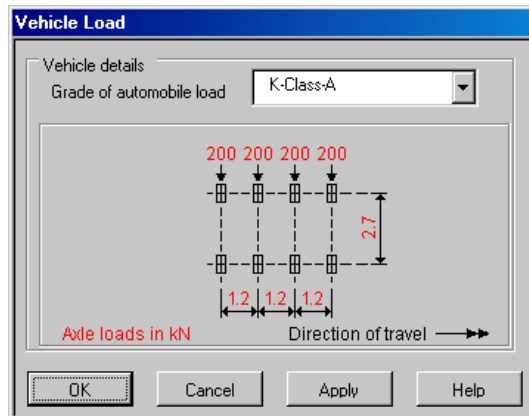 Vehicle Load
Vehicle details
Grade of automobile load K-Class-A
200 200 200 200
2.7
1.2 1.2 1.2
Axle loads in kN Direction of travel
OK Cancel Apply Help